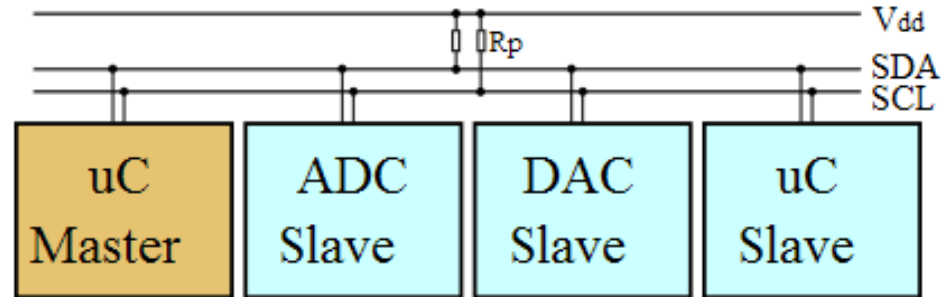 Vdd
Rp
SDA
SCL
uC
Master
ADC
Slave
DAC
Slave
uC
Slave